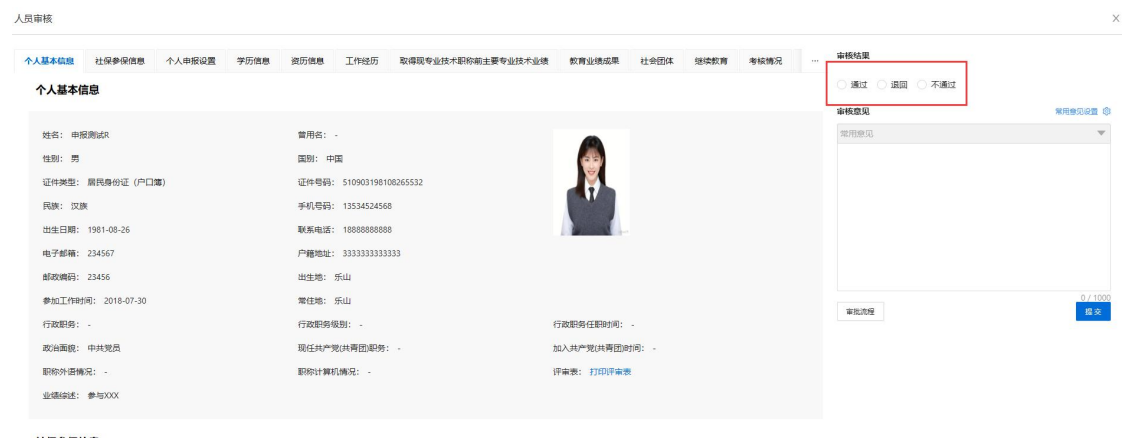 人员审核
个人基本信息 社保参保信息 个人申报设置 学历信息 资历信息 工作经历 取得现专业技术职称前主要专业技术业绩 教育业绩成果 社会团体 继续教育 考核情况 ...
审核结果
通过 退回 不通过
审核意见 常用意见设置
常用意见
0 / 1000
审批流程 提交
个人基本信息
姓名： 申报测试R 曾用名： -
性别： 男 国别： 中国
证件类型： 居民身份证（户口簿） 证件号码： 510903198108265532
民族： 汉族 手机号码： 13534524568
出生日期： 1981-08-26 联系电话： 18888888888
电子邮箱： 234567 户籍地址： 3333333333333
邮政编码： 23456 出生地： 乐山
参加工作时间： 2018-07-30 常住地： 乐山
行政职务： - 行政职务级别： - 行政职务任职时间： -
政治面貌： 中共党员 现任共产党(共青团)职务： - 加入共产党(共青团)时间： -
职称外语情况： - 职称计算机情况： - 评审表： 打印评审表
业绩综述： 参与XXX